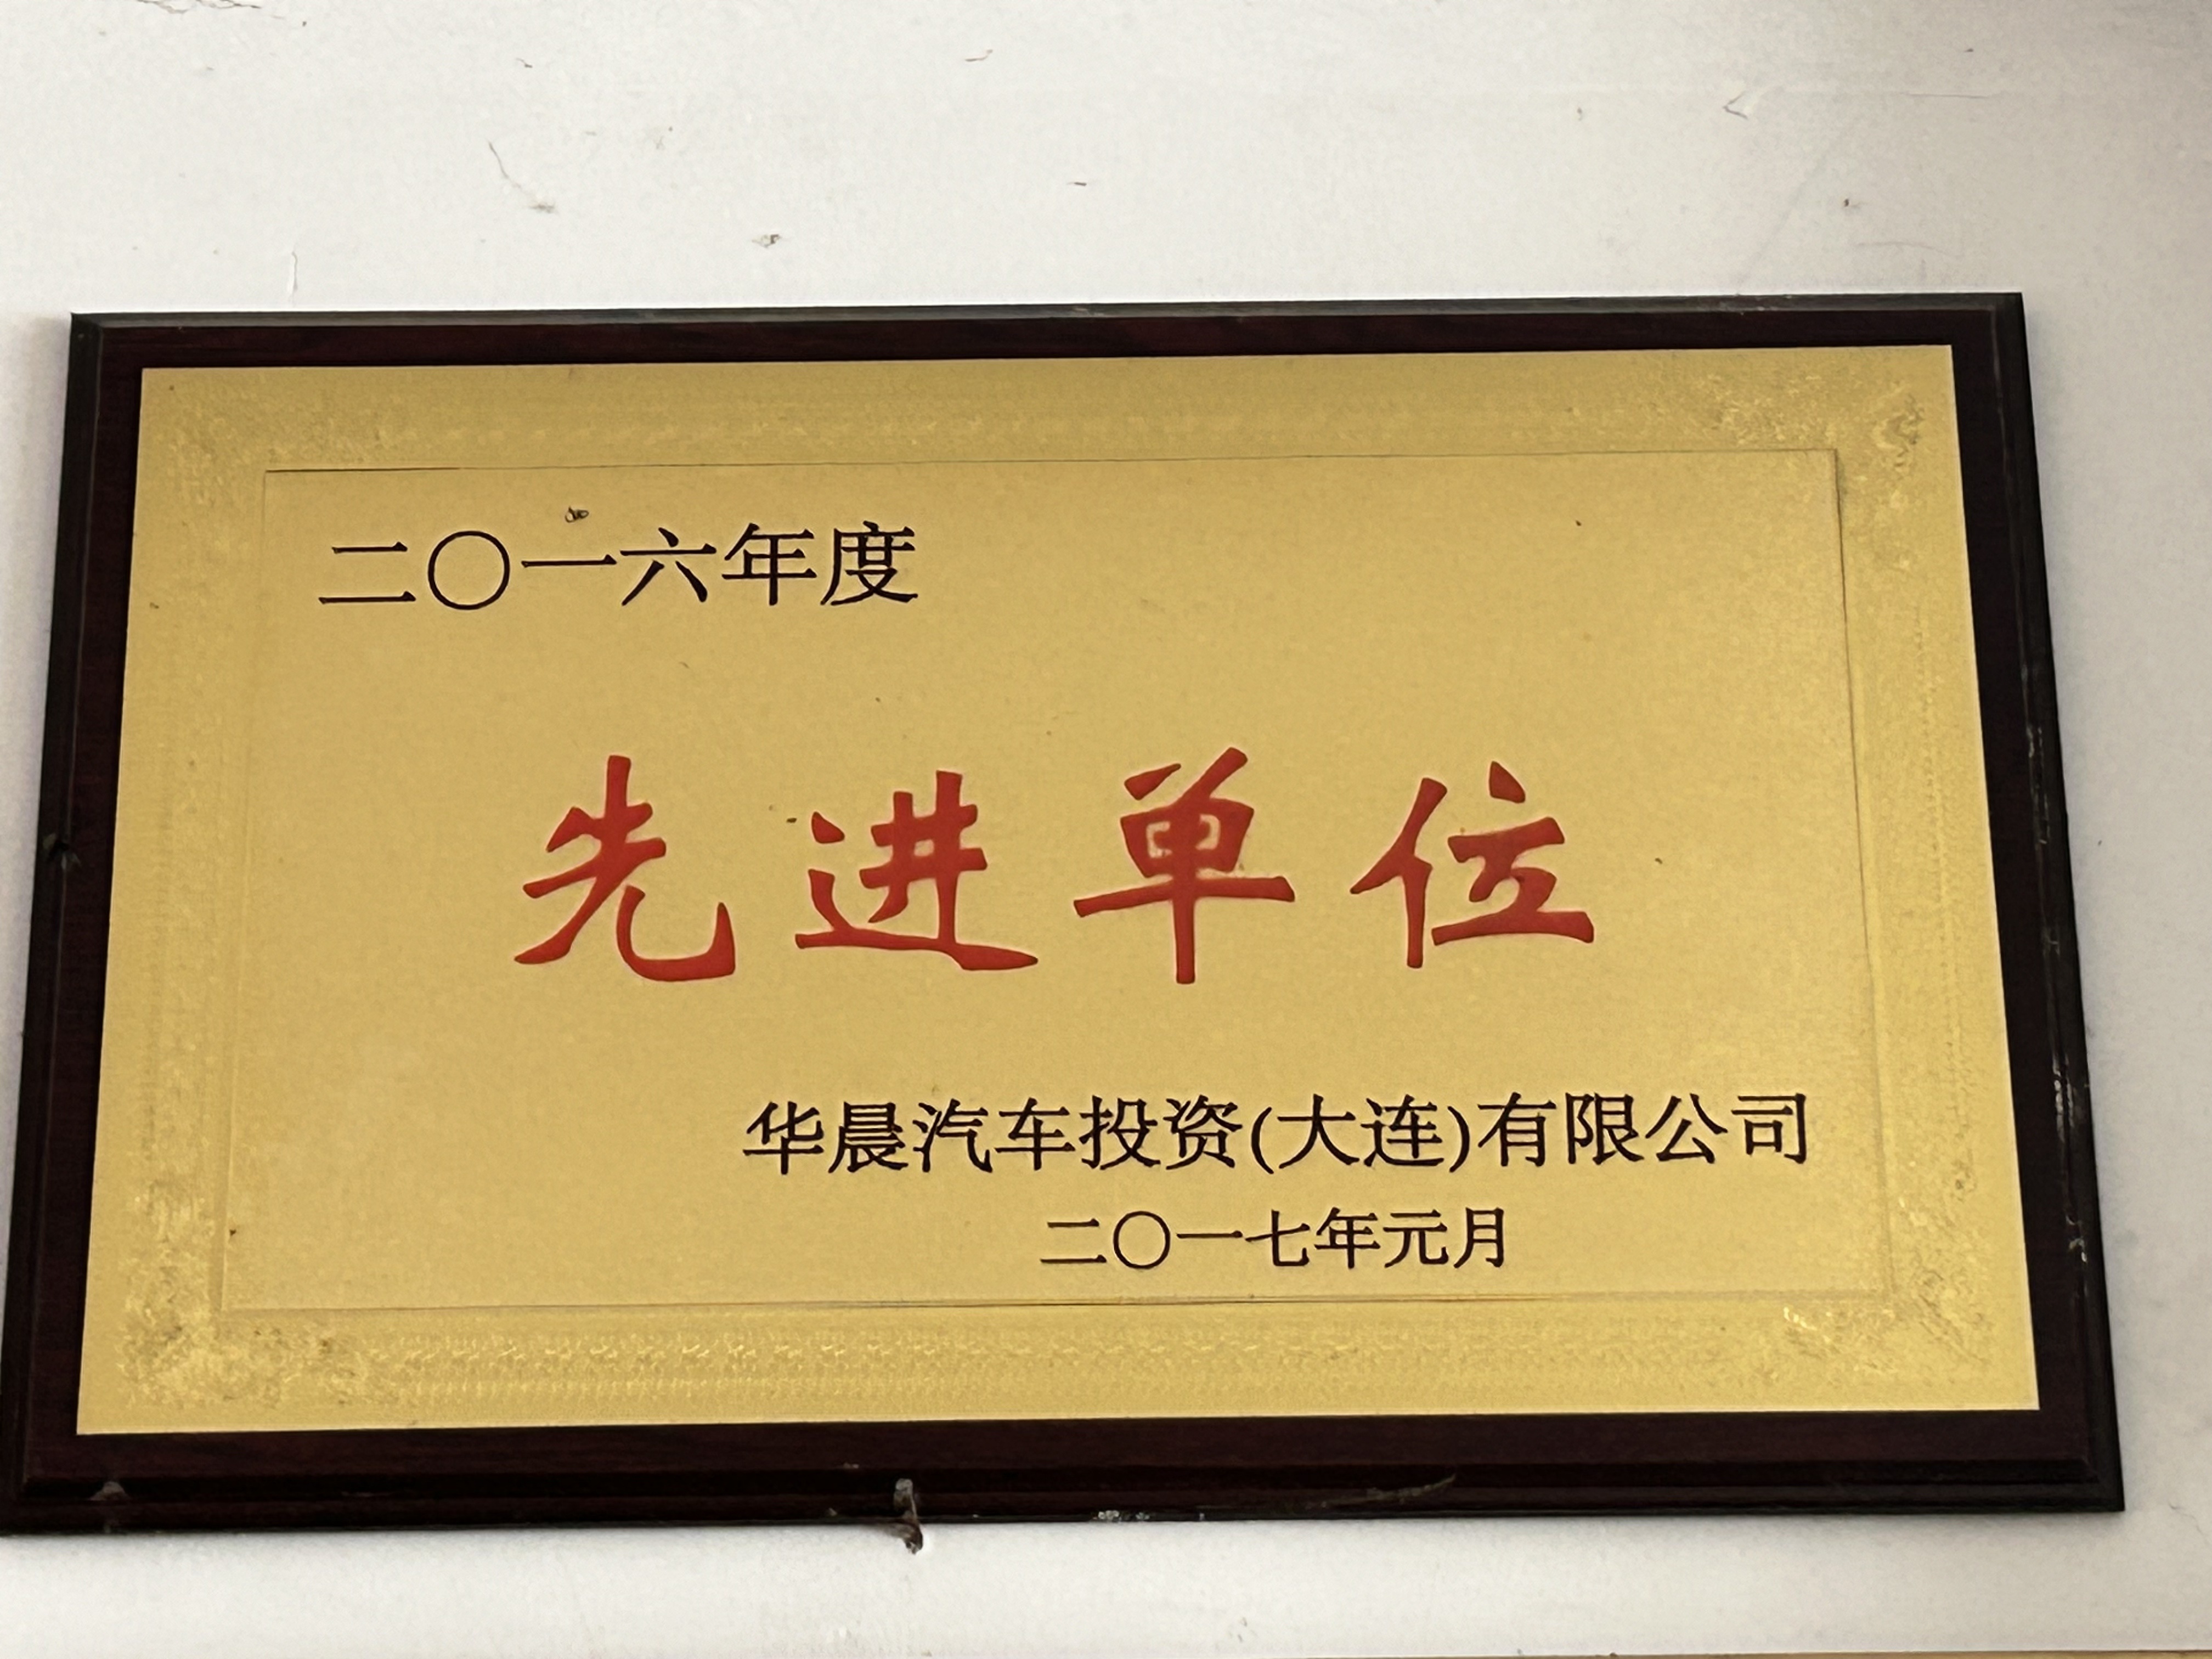 二〇一六年度
先进单位
华晨汽车投资(大连)有限公司
二〇一七年元月